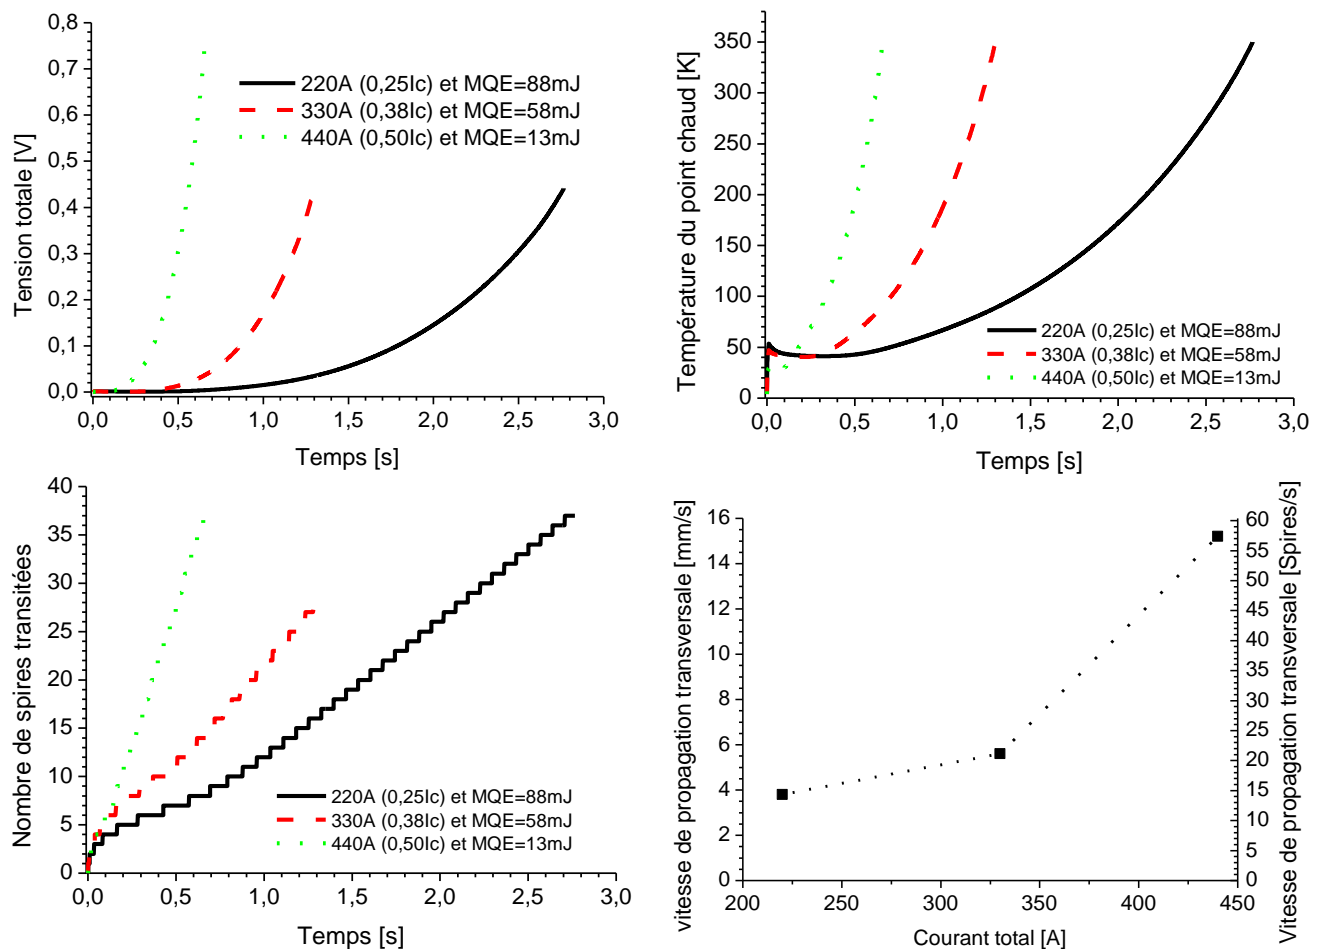 Tension totale [V]
0,8
0,7
0,6
0,5
0,4
0,3
0,2
0,1
0,0
0,0 0,5 1,0 1,5 2,0 2,5 3,0
Temps [s]
220A (0,25Ic) et MQE=88mJ
330A (0,38Ic) et MQE=58mJ
440A (0,50Ic) et MQE=13mJ
Température du point chaud [K]
350
300
250
200
150
100
50
0
0,0 0,5 1,0 1,5 2,0 2,5 3,0
Temps [s]
220A (0,25Ic) et MQE=88mJ
330A (0,38Ic) et MQE=58mJ
440A (0,50Ic) et MQE=13mJ
Nombre de spires transitées
40
35
30
25
20
15
10
5
0
0,0 0,5 1,0 1,5 2,0 2,5 3,0
Temps [s]
220A (0,25Ic) et MQE=88mJ
330A (0,38Ic) et MQE=58mJ
440A (0,50Ic) et MQE=13mJ
vitesse de propagation transversale [mm/s]
16
14
12
10
8
6
4
2
0
200 250 300 350 400 450
Courant total [A]
60
55
50
45
40
35
30
25
20
15
10
5
0
Vitesse de propagation transversale [Spires/s]